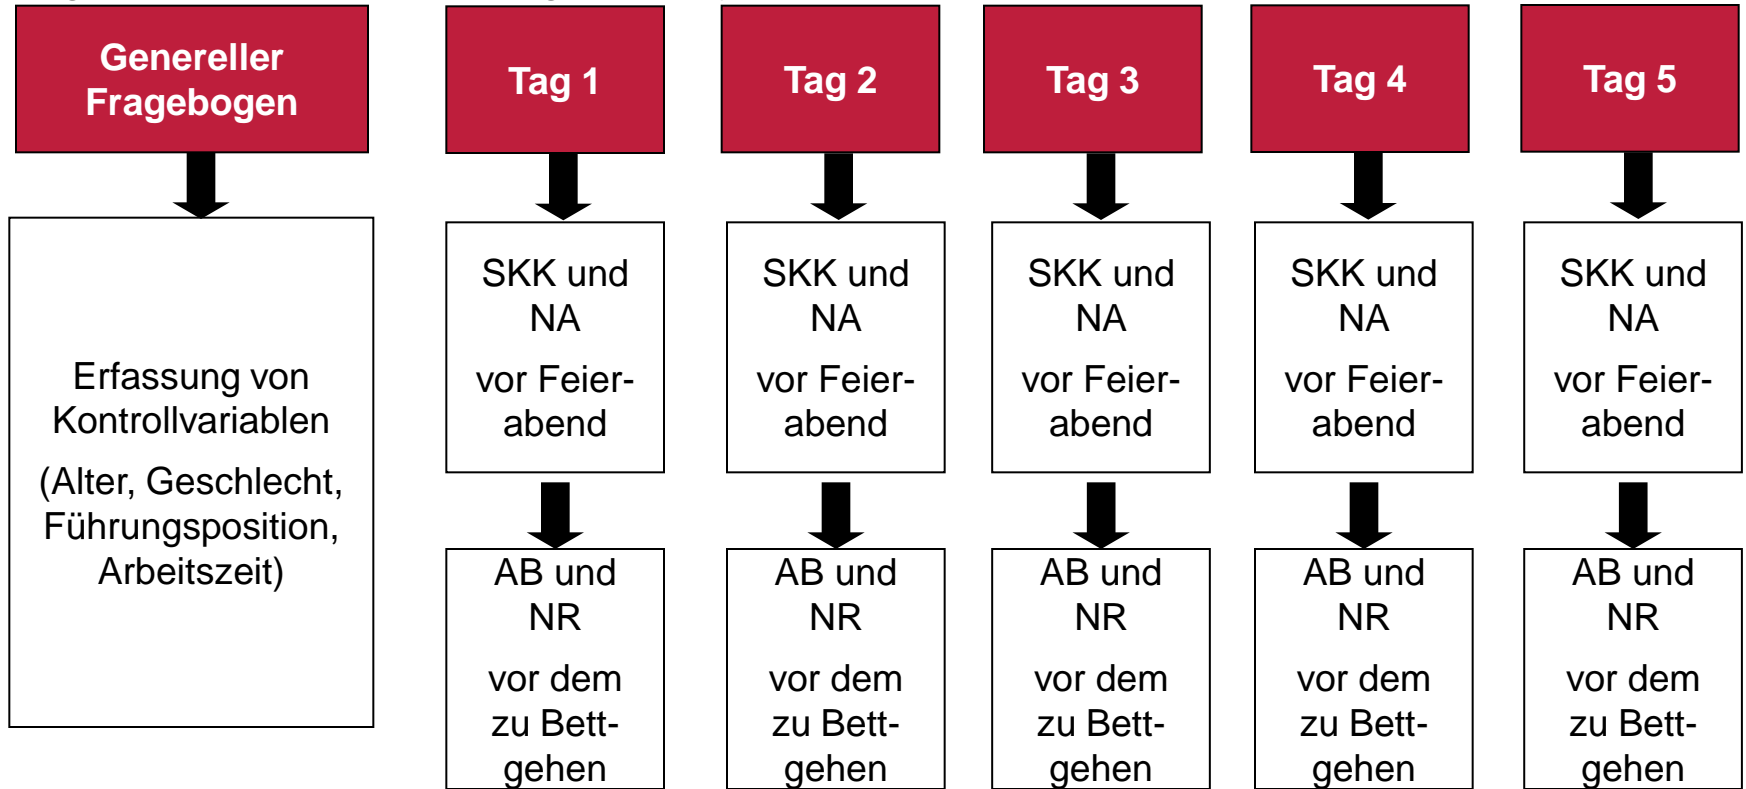 Genereller
Fragebogen
Erfassung von
Kontrollvariablen
(Alter, Geschlecht,
Führungsposition,
Arbeitszeit)
Tag 1
SKK und
NA
vor Feier-
abend
AB und
NR
vor dem
zu Bett-
gehen
Tag 2
SKK und
NA
vor Feier-
abend
AB und
NR
vor dem
zu Bett-
gehen
Tag 3
SKK und
NA
vor Feier-
abend
AB und
NR
vor dem
zu Bett-
gehen
Tag 4
SKK und
NA
vor Feier-
abend
AB und
NR
vor dem
zu Bett-
gehen
Tag 5
SKK und
NA
vor Feier-
abend
AB und
NR
vor dem
zu Bett-
gehen